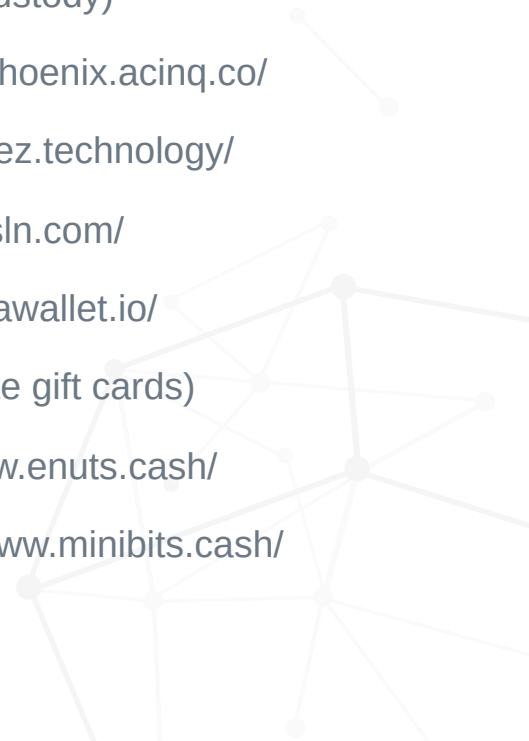 ustody)
hoenix.acinq.co/
ez.technology/
sln.com/
awallet.io/
e gift cards)
w.enuts.cash/
ww.minibits.cash/